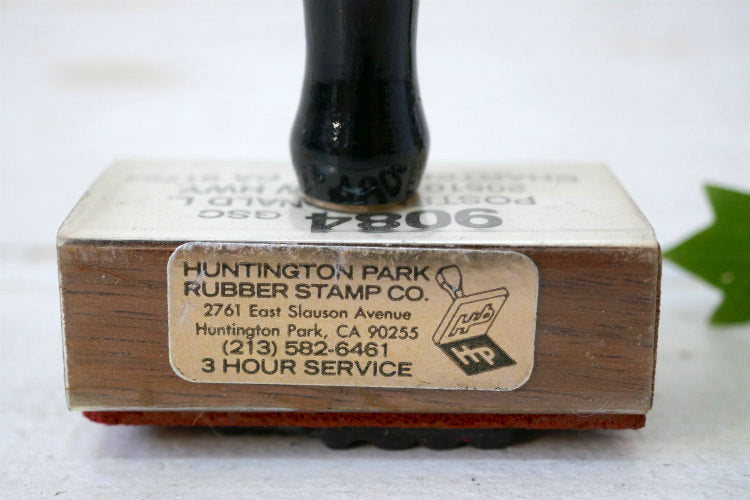 9084 GSC
HUNTINGTON PARK
RUBBER STAMP CO.
2761 East Slauson Avenue
Huntington Park, CA 90255
(213) 582-6461
3 HOUR SERVICE
Hp